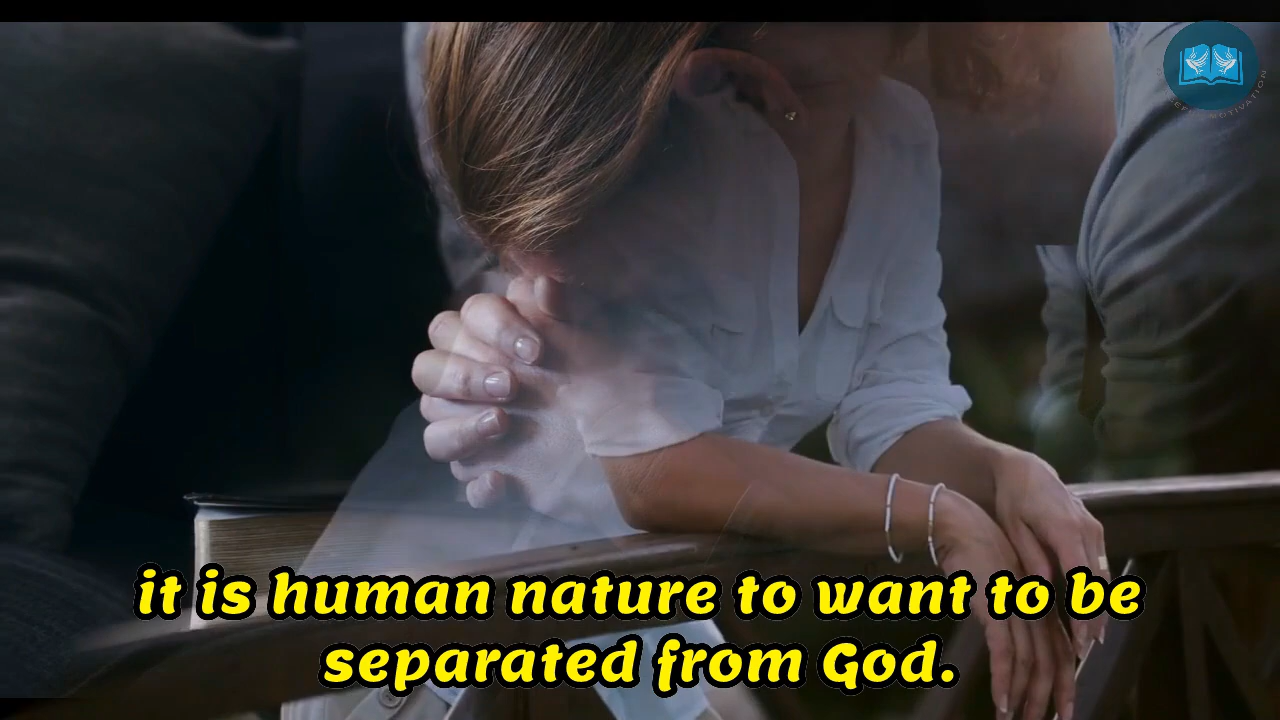 it is human nature to want to be
separated from God.